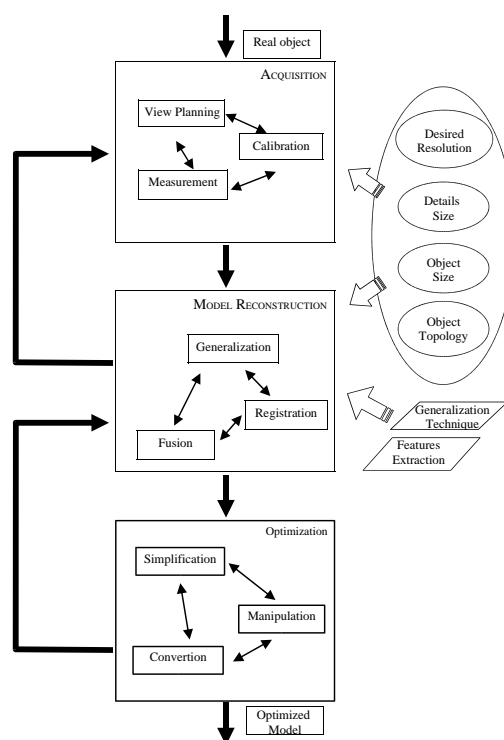 Real object
ACQUISITION
View Planning
Calibration
Measurement
Desired
Resolution
Details
Size
Object
Size
Object
Topology
MODEL RECONSTRUCTION
Generalization
Registration
Fusion
Generalization
Technique
Features
Extraction
Optimization
Simplification
Manipulation
Convertion
Optimized
Model